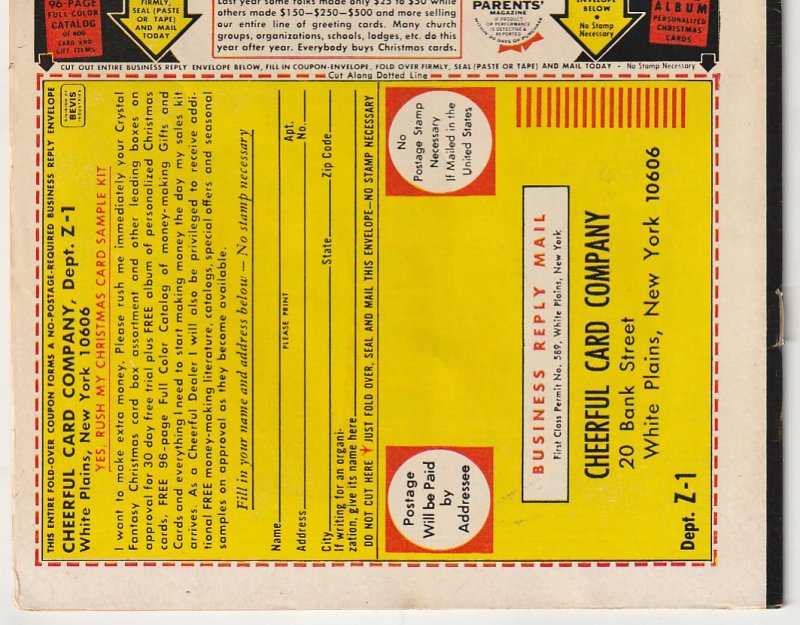 96-PAGE
FULL COLOR
CATALOG
OF 600
CARD AND
GIFT ITEMS
FIRMLY,
SEAL (PASTE
OR TAPE)
AND MAIL
TODAY
Last year some folks made only $25 to $50 while
others made $150—$250—$500 and more selling
our entire line of greeting cards. Many church
groups, organizations, schools, lodges, etc. do this
year after year. Everybody buys Christmas cards.
PARENTS'
MAGAZINE
IF PRODUCT
OR PERFORMANCE
IS DEFECTIVE
ENVELOPE
BELOW
•
No Stamp
Necessary
ALBUM
PERSONALIZED
CHRISTMAS
CARDS
CUT OUT ENTIRE BUSINESS REPLY ENVELOPE BELOW, FILL IN COUPON-ENVELOPE, FOLD OVER FIRMLY, SEAL (PASTE OR TAPE) AND MAIL TODAY • No Stamp Necessary
Cut Along Dotted Line
THIS ENTIRE FOLD-OVER COUPON FORMS A NO-POSTAGE-REQUIRED BUSINESS REPLY ENVELOPE
CHEERFUL CARD COMPANY, Dept. Z-1
White Plains, New York 10606
DIVISION OF
BEVIS
INDUSTRIES
YES, RUSH MY CHRISTMAS CARD SAMPLE KIT
I want to make extra money. Please rush me immediately your Crystal
Fantasy Christmas card box assortment and other leading boxes on
approval for 30 day free trial plus FREE album of personalized Christmas
cards, FREE 96-page Full Color Catalog of money-making Gifts and
Cards and everything I need to start making money the day my sales kit
arrives. As a Cheerful Dealer I will also be privileged to receive addi-
tional FREE money-making literature, catalogs, special offers and seasonal
samples on approval as they become available.
Fill in your name and address below — No stamp necessary
Name
PLEASE PRINT
Address
Apt.
No.
City
State
Zip Code
If writing for an organi-
zation, give its name here
DO NOT CUT HERE JUST FOLD OVER, SEAL AND MAIL THIS ENVELOPE—NO STAMP NECESSARY
Postage
Will be Paid
by
Addressee
No
Postage Stamp
Necessary
If Mailed in the
United States
BUSINESS REPLY MAIL
First Class Permit No. 589, White Plains, New York
CHEERFUL CARD COMPANY
20 Bank Street
White Plains, New York 10606
Dept. Z-1